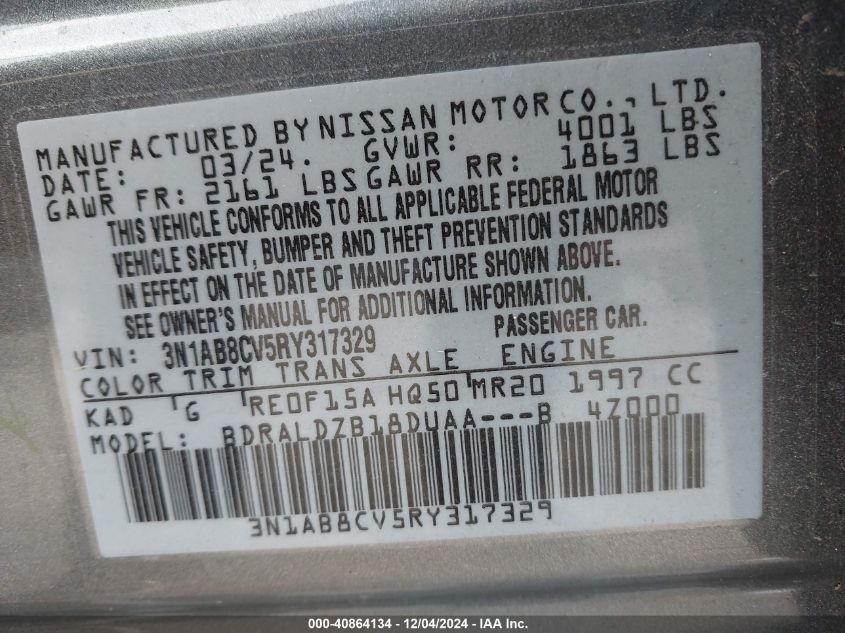 MANUFACTURED BY NISSAN MOTOR CO., LTD.
DATE: 03/24. GVWR: 4001 LBS
GAWR FR: 2161 LBS GAWR RR: 1863 LBS
THIS VEHICLE CONFORMS TO ALL APPLICABLE FEDERAL MOTOR
VEHICLE SAFETY, BUMPER AND THEFT PREVENTION STANDARDS
IN EFFECT ON THE DATE OF MANUFACTURE SHOWN ABOVE.
SEE OWNER'S MANUAL FOR ADDITIONAL INFORMATION.
VIN: 3N1AB8CV5RY317329 PASSENGER CAR.
COLOR TRIM TRANS AXLE ENGINE
KAD G RE0F15A HQ50 MR20 1997 CC
MODEL: BDRALDZB18DUAA---B 4Z000
3N1AB8CV5RY317329
000-40864134 - 12/04/2024 - IAA Inc.